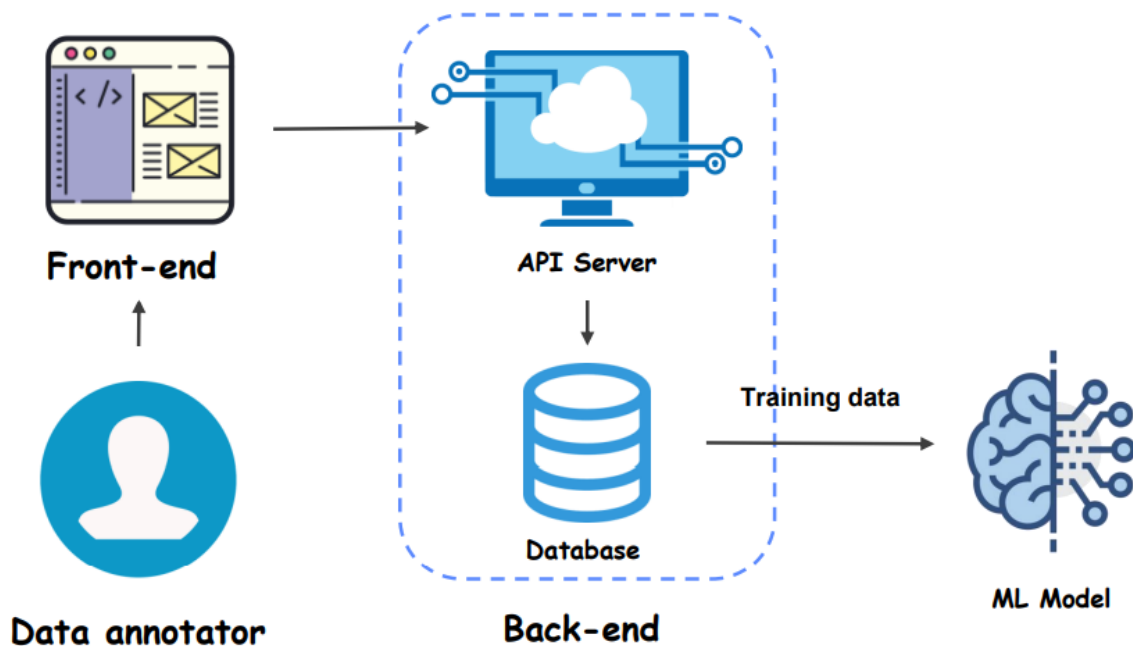 < / >
Front-end
API Server
Training data
Database
ML Model
Data annotator
Back-end